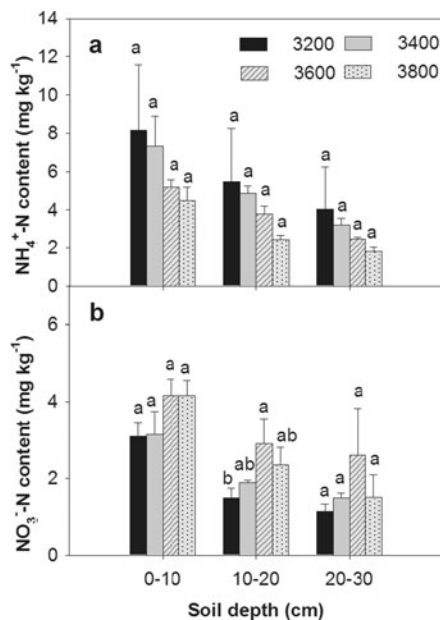 14
12
10
8
6
4
2
0
NH₄⁺-N content (mg kg⁻¹)
a
3200 3400
3600 3800
a a a a
a a a a
a a a a
6
4
2
0
NO₃⁻-N content (mg kg⁻¹)
b
a a a a
b ab a ab
a a a a
0-10 10-20 20-30
Soil depth (cm)